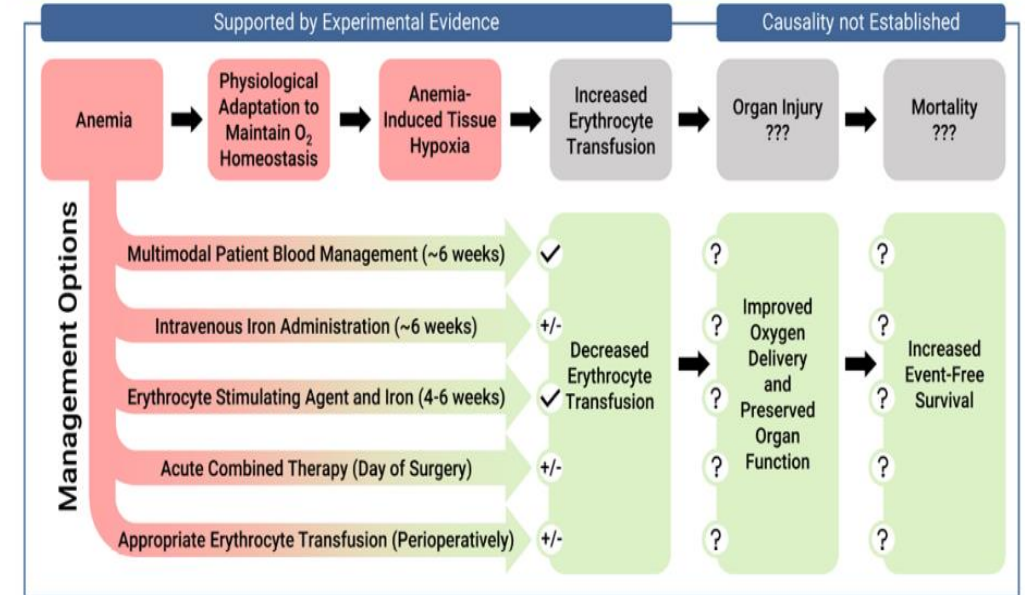 Supported by Experimental Evidence
Causality not Established
Anemia
Physiological
Adaptation to
Maintain O₂
Homeostasis
Anemia-
Induced Tissue
Hypoxia
Increased
Erythrocyte
Transfusion
Organ Injury
???
Mortality
???
Management Options
Multimodal Patient Blood Management (~6 weeks)
✓
?
?
Intravenous Iron Administration (~6 weeks)
+/-
?
?
Erythrocyte Stimulating Agent and Iron (4-6 weeks)
✓
?
?
Acute Combined Therapy (Day of Surgery)
+/-
?
?
Appropriate Erythrocyte Transfusion (Perioperatively)
+/-
?
?
Decreased
Erythrocyte
Transfusion
Improved
Oxygen
Delivery
and
Preserved
Organ
Function
Increased
Event-Free
Survival